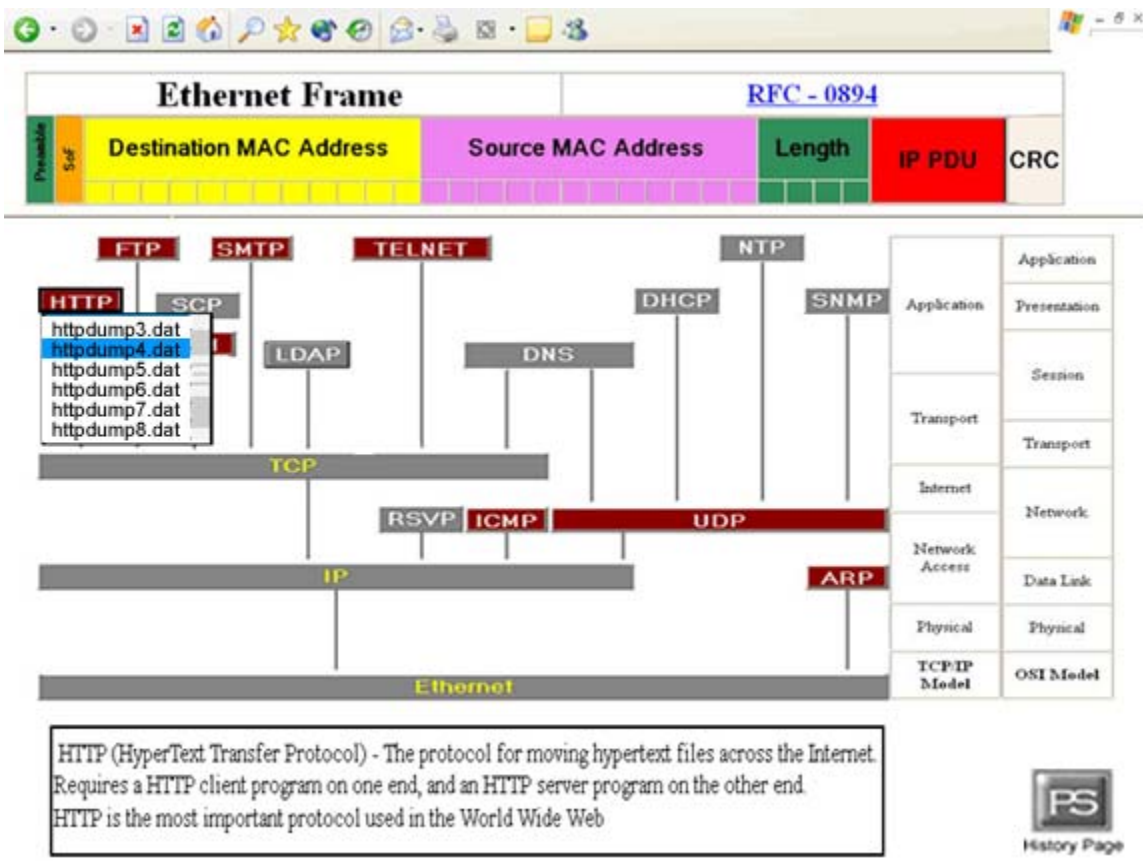 Ethernet Frame
RFC - 0894
Preamble
SoF
Destination MAC Address
Source MAC Address
Length
IP PDU
CRC
FTP
SMTP
TELNET
NTP
HTTP
SCP
DHCP
SNMP
httpdump3.dat
httpdump4.dat
httpdump5.dat
httpdump6.dat
httpdump7.dat
httpdump8.dat
LDAP
DNS
TCP
RSVP
ICMP
UDP
IP
ARP
Ethernet
Application
Transport
Internet
Network
Access
Physical
TCP/IP
Model
Application
Presentation
Session
Transport
Network
Data Link
Physical
OSI Model
HTTP (HyperText Transfer Protocol) - The protocol for moving hypertext files across the Internet.
Requires a HTTP client program on one end, and an HTTP server program on the other end.
HTTP is the most important protocol used in the World Wide Web
PS
History Page